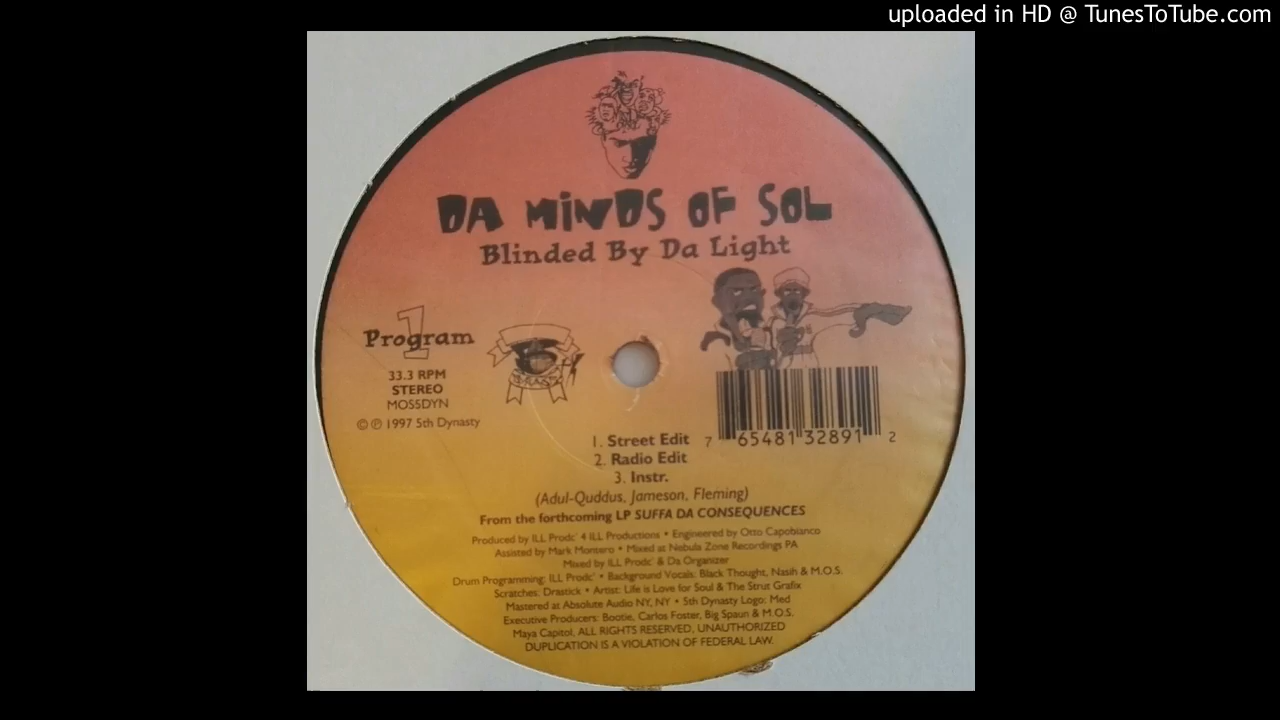 uploaded in HD @ TunesToTube.com
DA MiNDS OF SOL
Blinded By Da Light
1
Program
33.3 RPM
STEREO
MOS5DYN
© ℗ 1997 5th Dynasty
1. Street Edit
2. Radio Edit
3. Instr.
7 65481 32891 2
(Adul-Quddus, Jameson, Fleming)
From the forthcoming LP SUFFA DA CONSEQUENCES
Produced by ILL Prodc' 4 ILL Productions • Engineered by Otto Capobianco
Assisted by Mark Montero • Mixed at Nebula Zone Recordings PA
Mixed by ILL Prodc' & Da Organizer
Drum Programming: ILL Prodc' • Background Vocals: Black Thought, Nasih & M.O.S.
Scratches: Drastick • Artist: Life is Love for Soul & The Strut Grafix
Mastered at Absolute Audio NY, NY • 5th Dynasty Logo: Med
Executive Producers: Bootie, Carlos Foster, Big Spaun & M.O.S.
Maya Capitol, ALL RIGHTS RESERVED, UNAUTHORIZED
DUPLICATION IS A VIOLATION OF FEDERAL LAW.